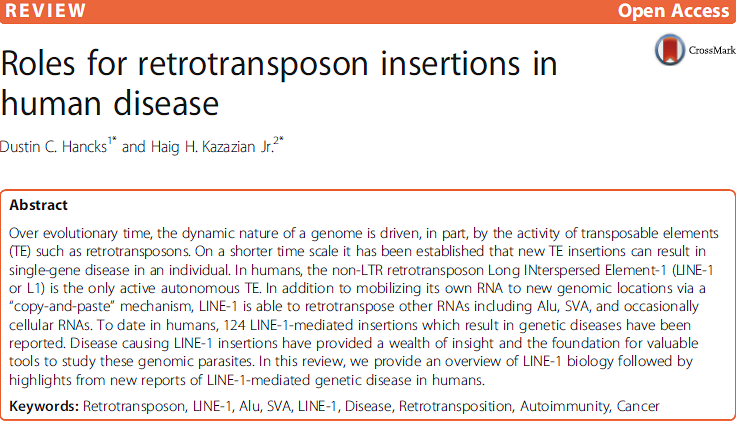 REVIEW Open Access
CrossMark
Roles for retrotransposon insertions in
human disease
Dustin C. Hancks1* and Haig H. Kazazian Jr.2*
Abstract
Over evolutionary time, the dynamic nature of a genome is driven, in part, by the activity of transposable elements
(TE) such as retrotransposons. On a shorter time scale it has been established that new TE insertions can result in
single-gene disease in an individual. In humans, the non-LTR retrotransposon Long INterspersed Element-1 (LINE-1
or L1) is the only active autonomous TE. In addition to mobilizing its own RNA to new genomic locations via a
“copy-and-paste” mechanism, LINE-1 is able to retrotranspose other RNAs including Alu, SVA, and occasionally
cellular RNAs. To date in humans, 124 LINE-1-mediated insertions which result in genetic diseases have been
reported. Disease causing LINE-1 insertions have provided a wealth of insight and the foundation for valuable
tools to study these genomic parasites. In this review, we provide an overview of LINE-1 biology followed by
highlights from new reports of LINE-1-mediated genetic disease in humans.
Keywords: Retrotransposon, LINE-1, Alu, SVA, LINE-1, Disease, Retrotransposition, Autoimmunity, Cancer